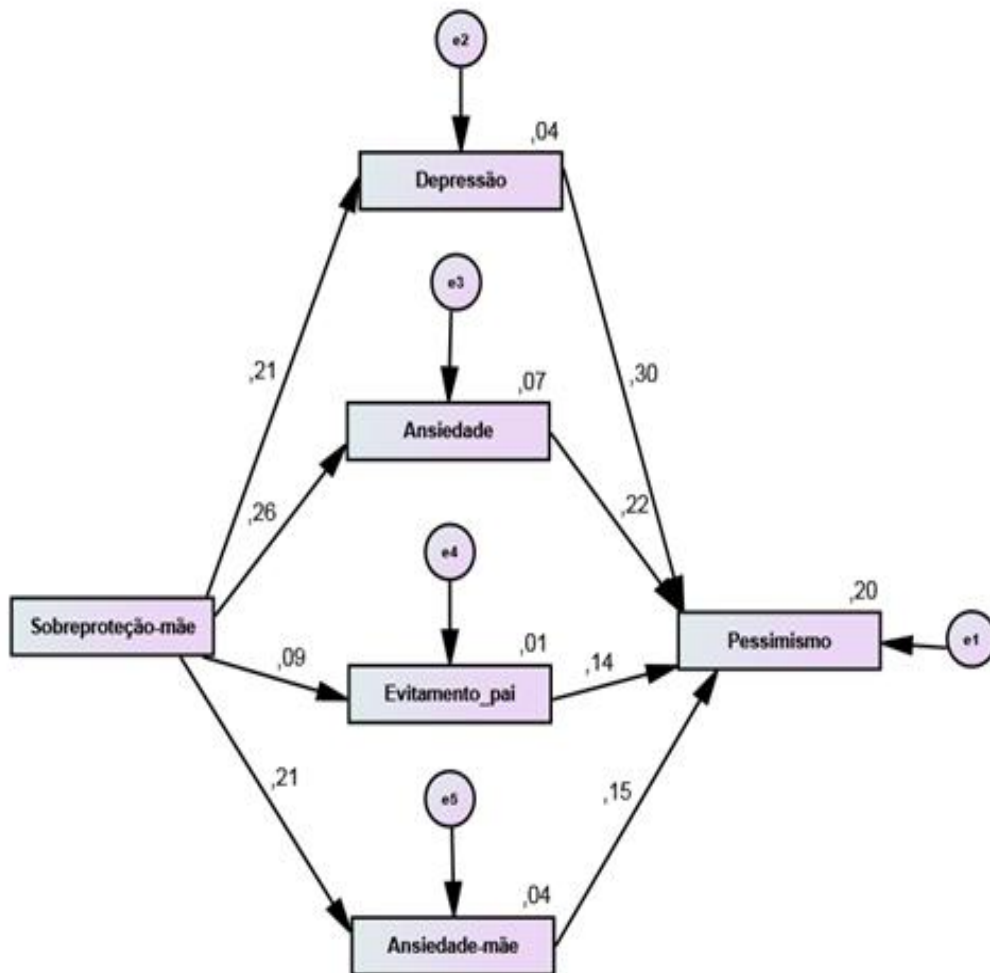 e2
,04
Depressão
e3
,21
,07
,30
Ansiedade
,26
,22
e4
,20
Sobreproteção-mãe
Pessimismo
e1
,09
,01
,14
Evitamento_pai
,21
e5
,15
,04
Ansiedade-mãe